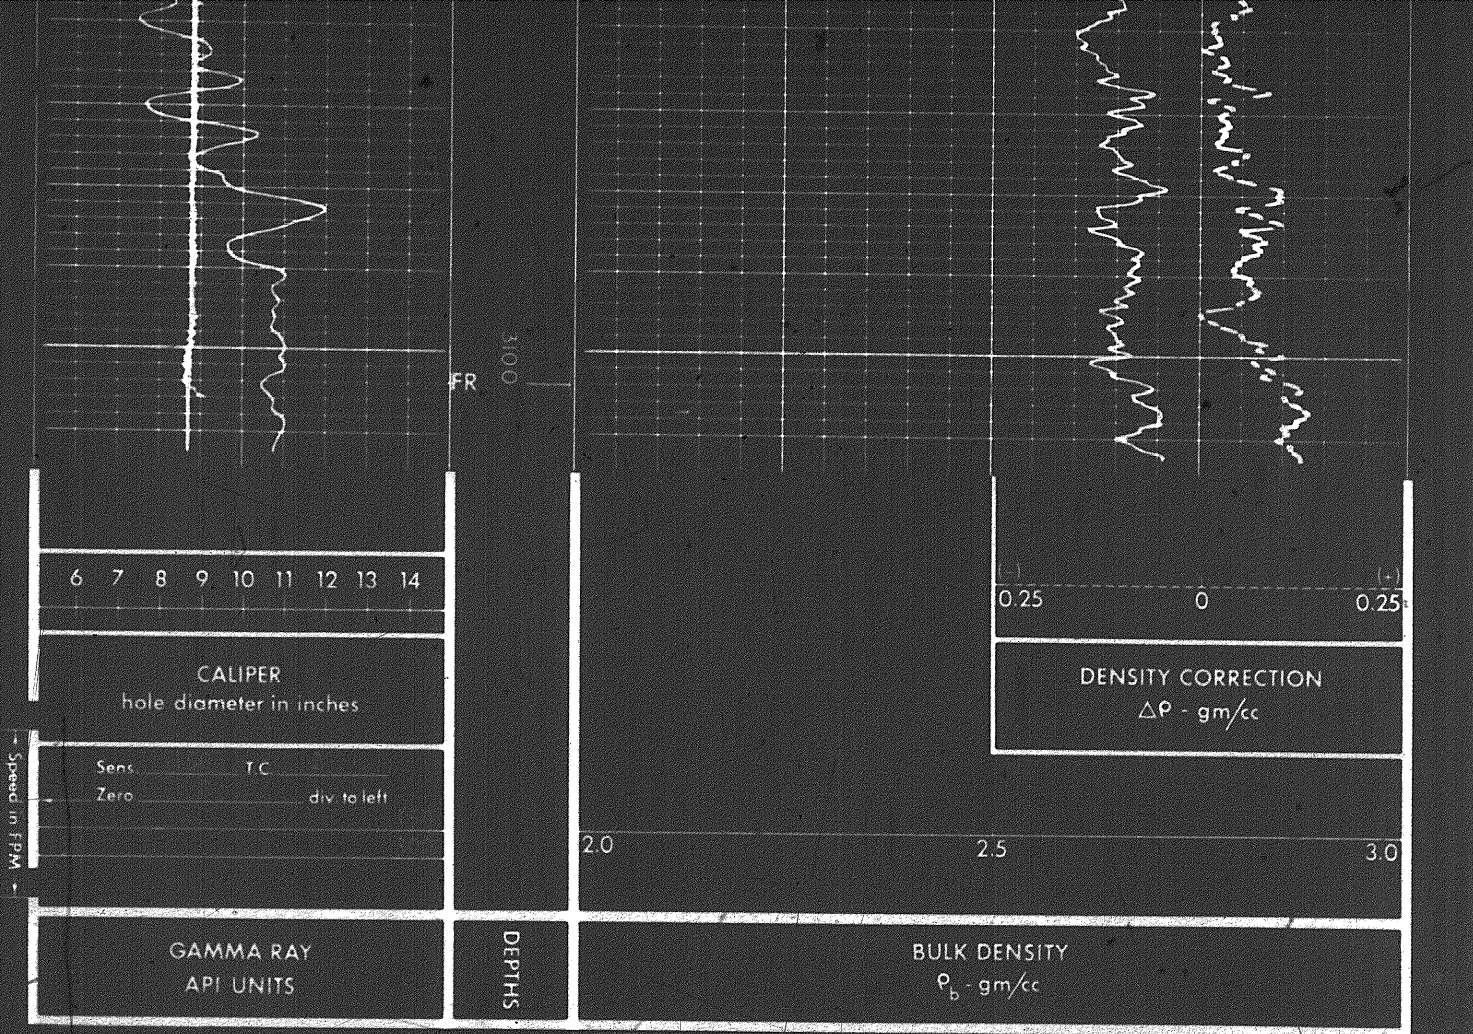 3100
FR
6 7 8 9 10 11 12 13 14
CALIPER
hole diameter in inches
(-) (+)
0.25 0 0.25
DENSITY CORRECTION
Δρ - gm/cc
Speed in FPM
Sens. T.C.
Zero div. to left
2.0 2.5 3.0
GAMMA RAY
API UNITS
DEPTHS
BULK DENSITY
ρb - gm/cc